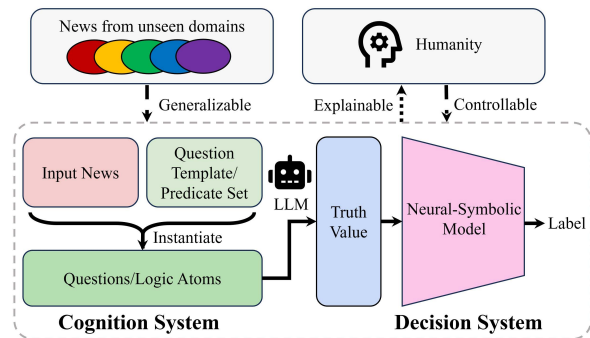 News from unseen domains
Humanity
Generalizable
Explainable
Controllable
Input News
Question
Template/
Predicate Set
LLM
Truth
Value
Neural-Symbolic
Model
Label
Instantiate
Questions/Logic Atoms
Cognition System
Decision System